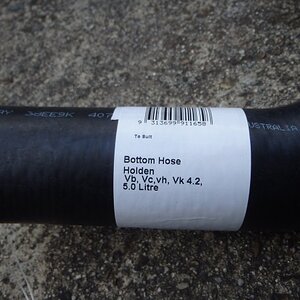 9 313699 911658
To Suit
Bottom Hose
Holden
Vb, Vc,vh, Vk 4.2,
5.0 Litre